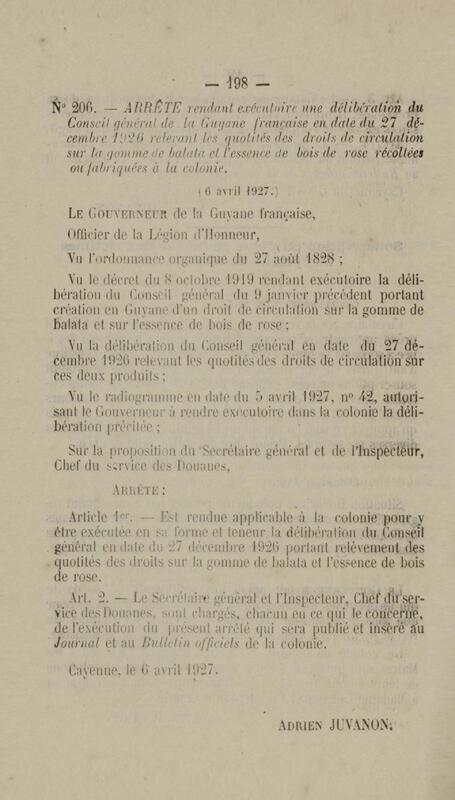 — 198 —
N° 206. — ARRÊTE rendant exécutoire une délibération du
Conseil général de la Guyane française en date du 27 dé-
cembre 1926 relevant les quotités des droits de circulation
sur la gomme de balata et l'essence de bois de rose récoltées
ou fabriquées à la colonie.
(6 avril 1927.)
LE GOUVERNEUR de la Guyane française,
Officier de la Légion d'Honneur,
Vu l'ordonnance organique du 27 août 1828 ;
Vu le décret du 8 octobre 1919 rendant exécutoire la déli-
bération du Conseil général du 9 janvier précédent portant
création en Guyane d'un droit de circulation sur la gomme de
balata et sur l'essence de bois de rose ;
Vu la délibération du Conseil général en date du 27 dé-
cembre 1926 relevant les quotités des droits de circulation sur
ces deux produits ;
Vu le radiogramme en date du 5 avril 1927, n° 42, autori-
sant le Gouverneur à rendre exécutoire dans la colonie la déli-
bération précitée ;
Sur la proposition du Secrétaire général et de l'Inspecteur,
Chef du service des Douanes,
ARRÊTE :
Article 1er. — Est rendue applicable à la colonie pour y
être exécutée en sa forme et teneur la délibération du Conseil
général en date du 27 décembre 1926 portant relèvement des
quotités des droits sur la gomme de balata et l'essence de bois
de rose.
Art. 2. — Le Secrétaire général et l'Inspecteur, Chef du ser-
vice des Douanes, sont chargés, chacun en ce qui le concerne,
de l'exécution du présent arrêté qui sera publié et inséré au
Journal et au Bulletin officiels de la colonie.
Cayenne, le 6 avril 1927.
ADRIEN JUVANON.